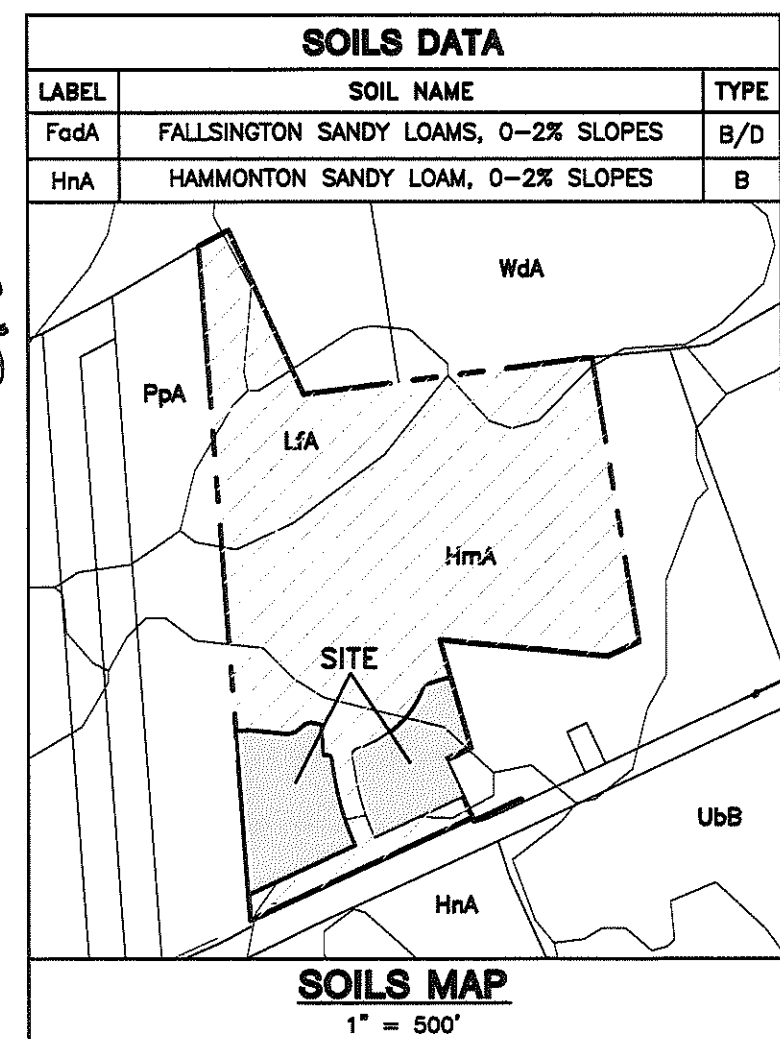 SOILS DATA
LABEL SOIL NAME TYPE
FadA FALLSINGTON SANDY LOAMS, 0-2% SLOPES B/D
HnA HAMMONTON SANDY LOAM, 0-2% SLOPES B
WdA
PpA
LfA
HmA
SITE
UbB
HnA
SOILS MAP
1" = 500'